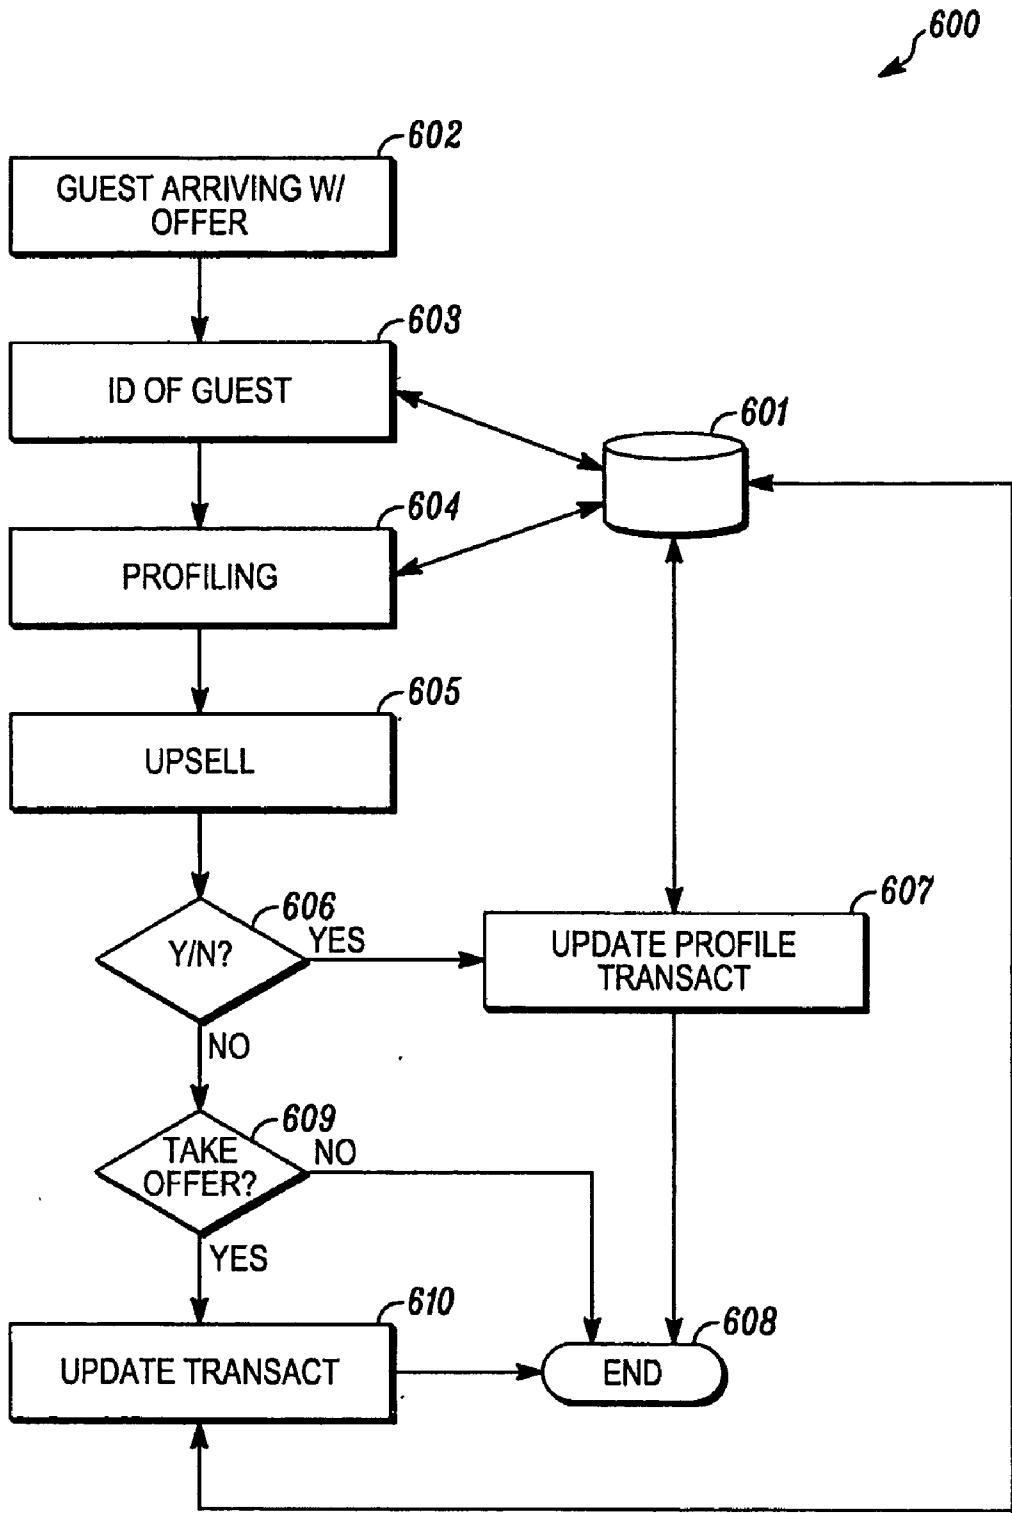 600
602
GUEST ARRIVING W/
OFFER
603
ID OF GUEST
601
604
PROFILING
605
UPSELL
606
Y/N?
YES
607
UPDATE PROFILE
TRANSACT
NO
609
TAKE
OFFER?
NO
YES
610
UPDATE TRANSACT
608
END